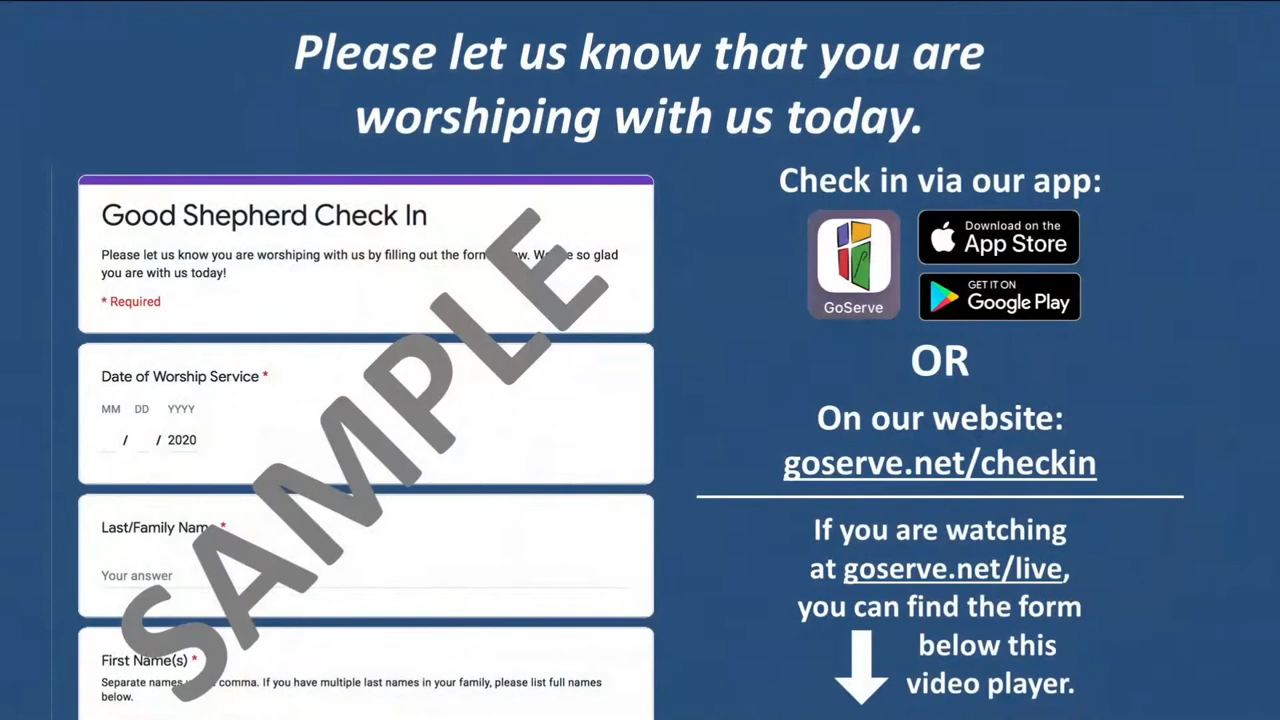 Please let us know that you are
worshiping with us today.
Good Shepherd Check In
Please let us know you are worshiping with us by filling out the form so glad
you are with us today!
* Required
Date of Worship Service *
MM DD YYYY
/ / 2020
Last/Family Name *
Your answer
First Name(s) *
Separate names comma. If you have multiple last names in your family, please list full names
below.
SAMPLE
Check in via our app:
GoServe
Download on the
App Store
GET IT ON
Google Play
OR
On our website:
goserve.net/checkin
If you are watching
at goserve.net/live,
you can find the form
below this
video player.